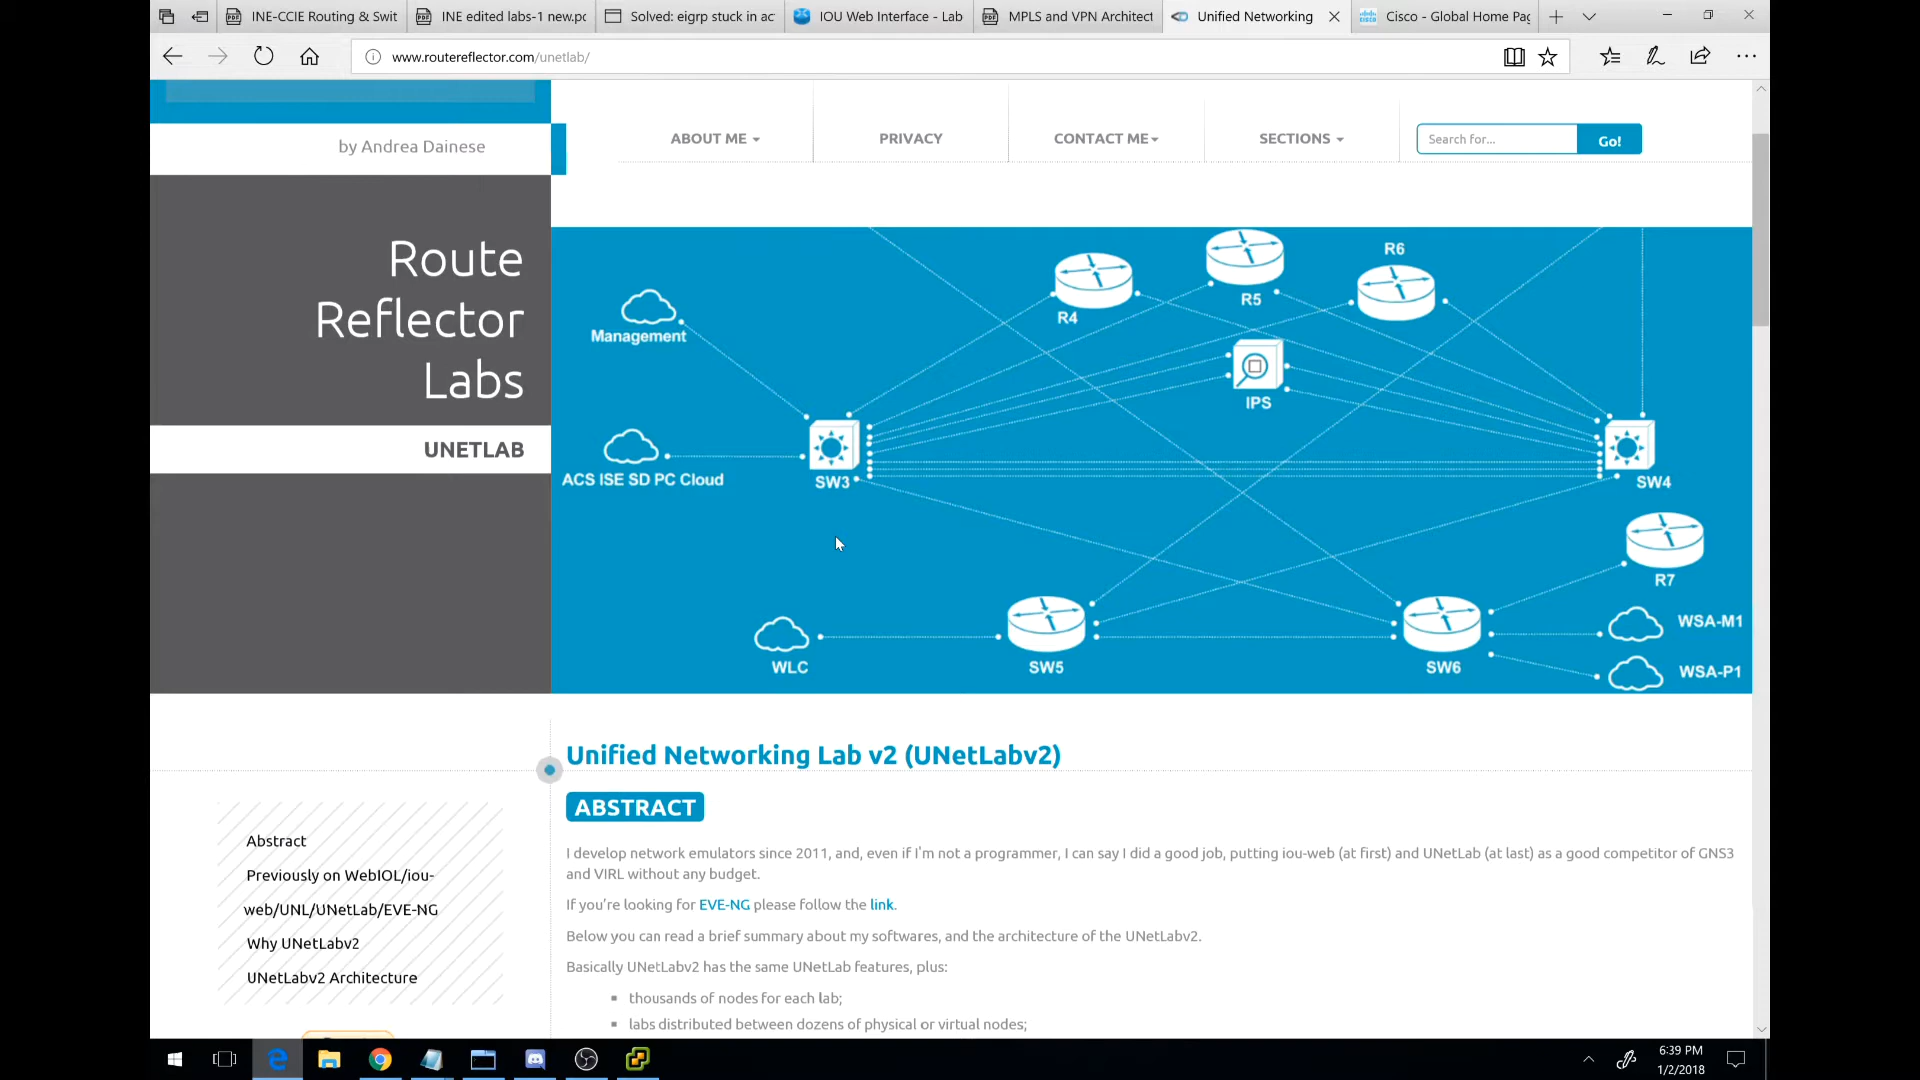 INE-CCIE Routing & Swit
INE edited labs-1 new.pc
Solved: eigrp stuck in ac
IOU Web Interface - Lab
MPLS and VPN Architect
Unified Networking
Cisco - Global Home Pag
www.routereflector.com/unetlab/
by Andrea Dainese
ABOUT ME
PRIVACY
CONTACT ME
SECTIONS
Search for...
Go!
Route
Reflector
Labs
UNETLAB
R4
R5
R6
Management
IPS
ACS ISE SD PC Cloud
SW3
SW4
R7
WSA-M1
WLC
SW5
SW6
WSA-P1
Unified Networking Lab v2 (UNetLabv2)
ABSTRACT
I develop network emulators since 2011, and, even if I'm not a programmer, I can say I did a good job, putting iou-web (at first) and UNetLab (at last) as a good competitor of GNS3
and VIRL without any budget.
If you're looking for EVE-NG please follow the link.
Below you can read a brief summary about my softwares, and the architecture of the UNetLabv2.
Basically UNetLabv2 has the same UNetLab features, plus:
thousands of nodes for each lab;
labs distributed between dozens of physical or virtual nodes;
Abstract
Previously on WebIOL/iou-
web/UNL/UNetLab/EVE-NG
Why UNetLabv2
UNetLabv2 Architecture
6:39 PM
1/2/2018